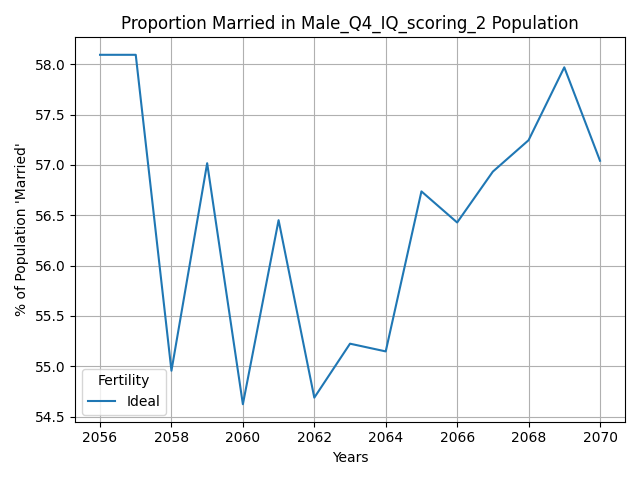 Proportion Married in Male_Q4_IQ_scoring_2 Population
58.0
57.5
57.0
56.5
56.0
55.5
55.0
54.5
% of Population 'Married'
Fertility
Ideal
2056 2058 2060 2062 2064 2066 2068 2070
Years